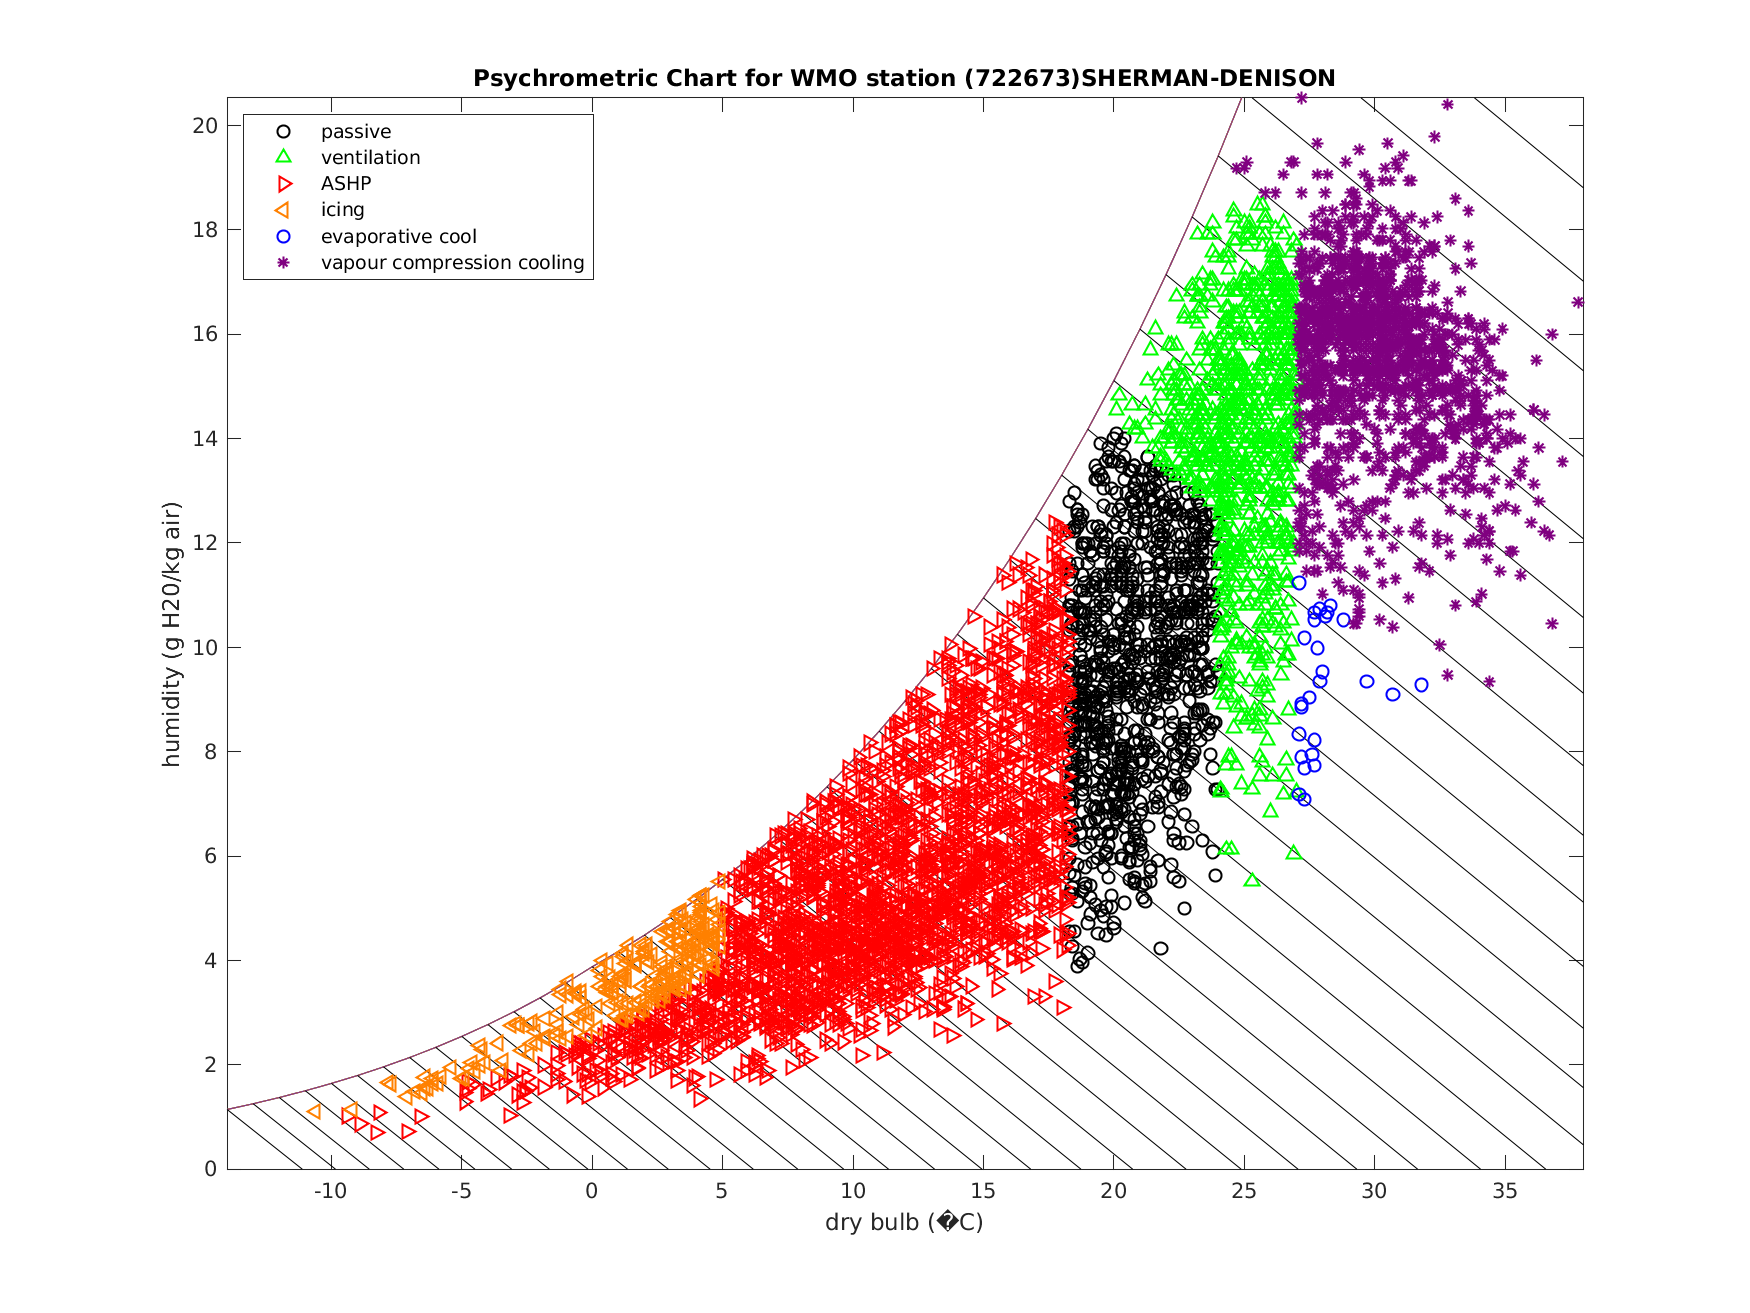 Psychrometric Chart for WMO station (722673)SHERMAN-DENISON
passive
ventilation
ASHP
icing
evaporative cool
vapour compression cooling
humidity (g H20/kg air)
20
18
16
14
12
10
8
6
4
2
0
-10 -5 0 5 10 15 20 25 30 35
dry bulb (�C)